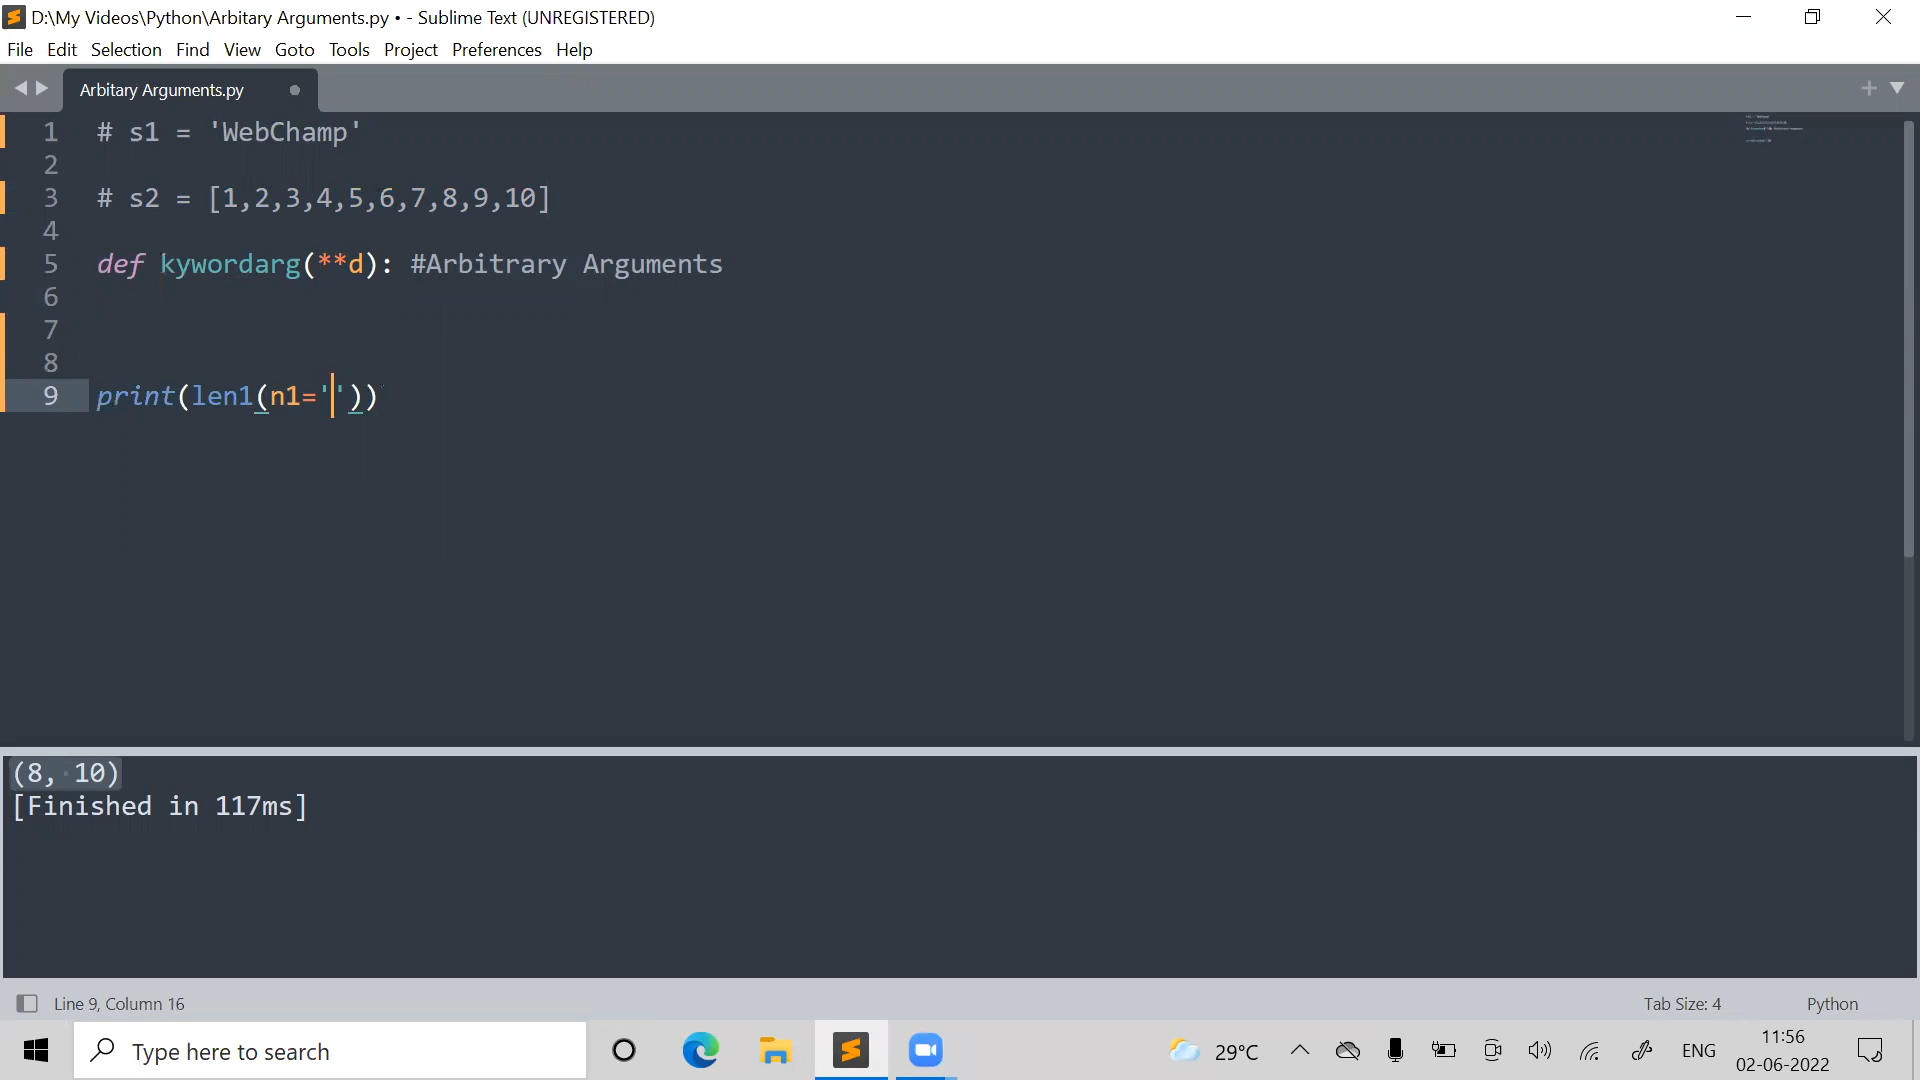 D:\My Videos\Python\Arbitary Arguments.py • - Sublime Text (UNREGISTERED)
File Edit Selection Find View Goto Tools Project Preferences Help
Arbitary Arguments.py
1 # s1 = 'WebChamp'
2
3 # s2 = [1,2,3,4,5,6,7,8,9,10]
4
5 def kywordarg(**d): #Arbitrary Arguments
6
7
8
9 print(len1(n1=''))
(8, 10)
[Finished in 117ms]
Line 9, Column 16 Tab Size: 4 Python
Type here to search 29°C ENG 11:56
02-06-2022